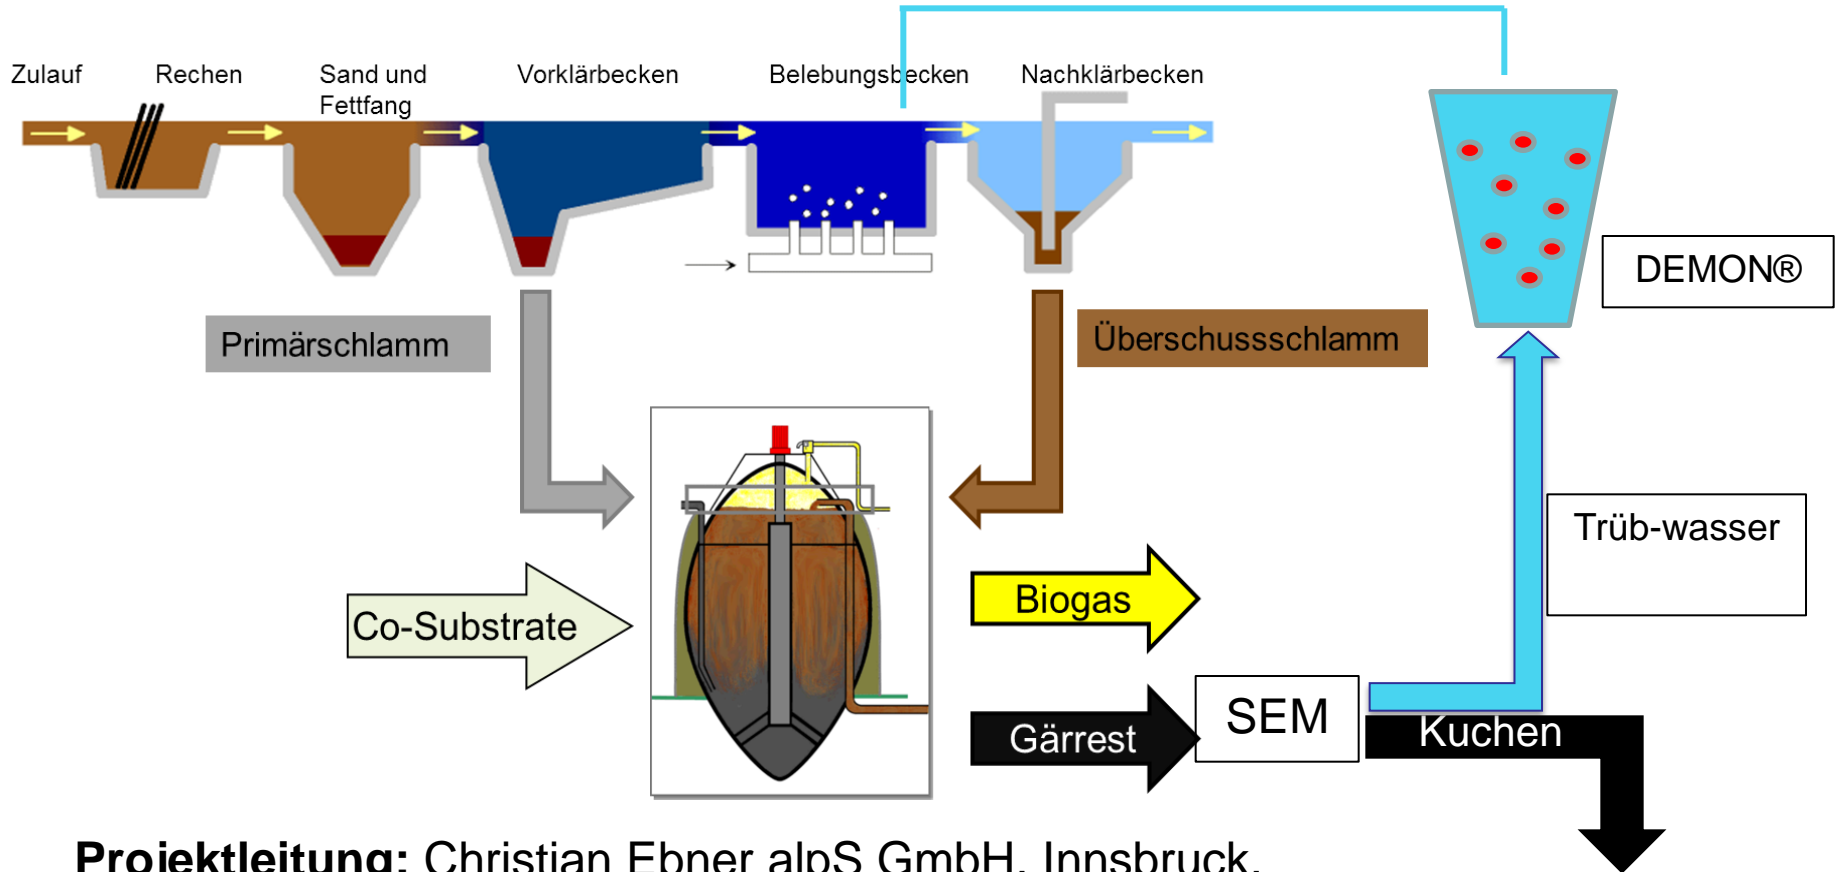 Zulauf
Rechen
Sand und
Fettfang
Vorklärbecken
Belebungsbecken
Nachklärbecken
DEMON®
Primärschlamm
Überschussschlamm
Trüb-wasser
Co-Substrate
Biogas
Gärrest
SEM
Kuchen
Projektleitung: Christian Ebner alpS GmbH, Innsbruck,